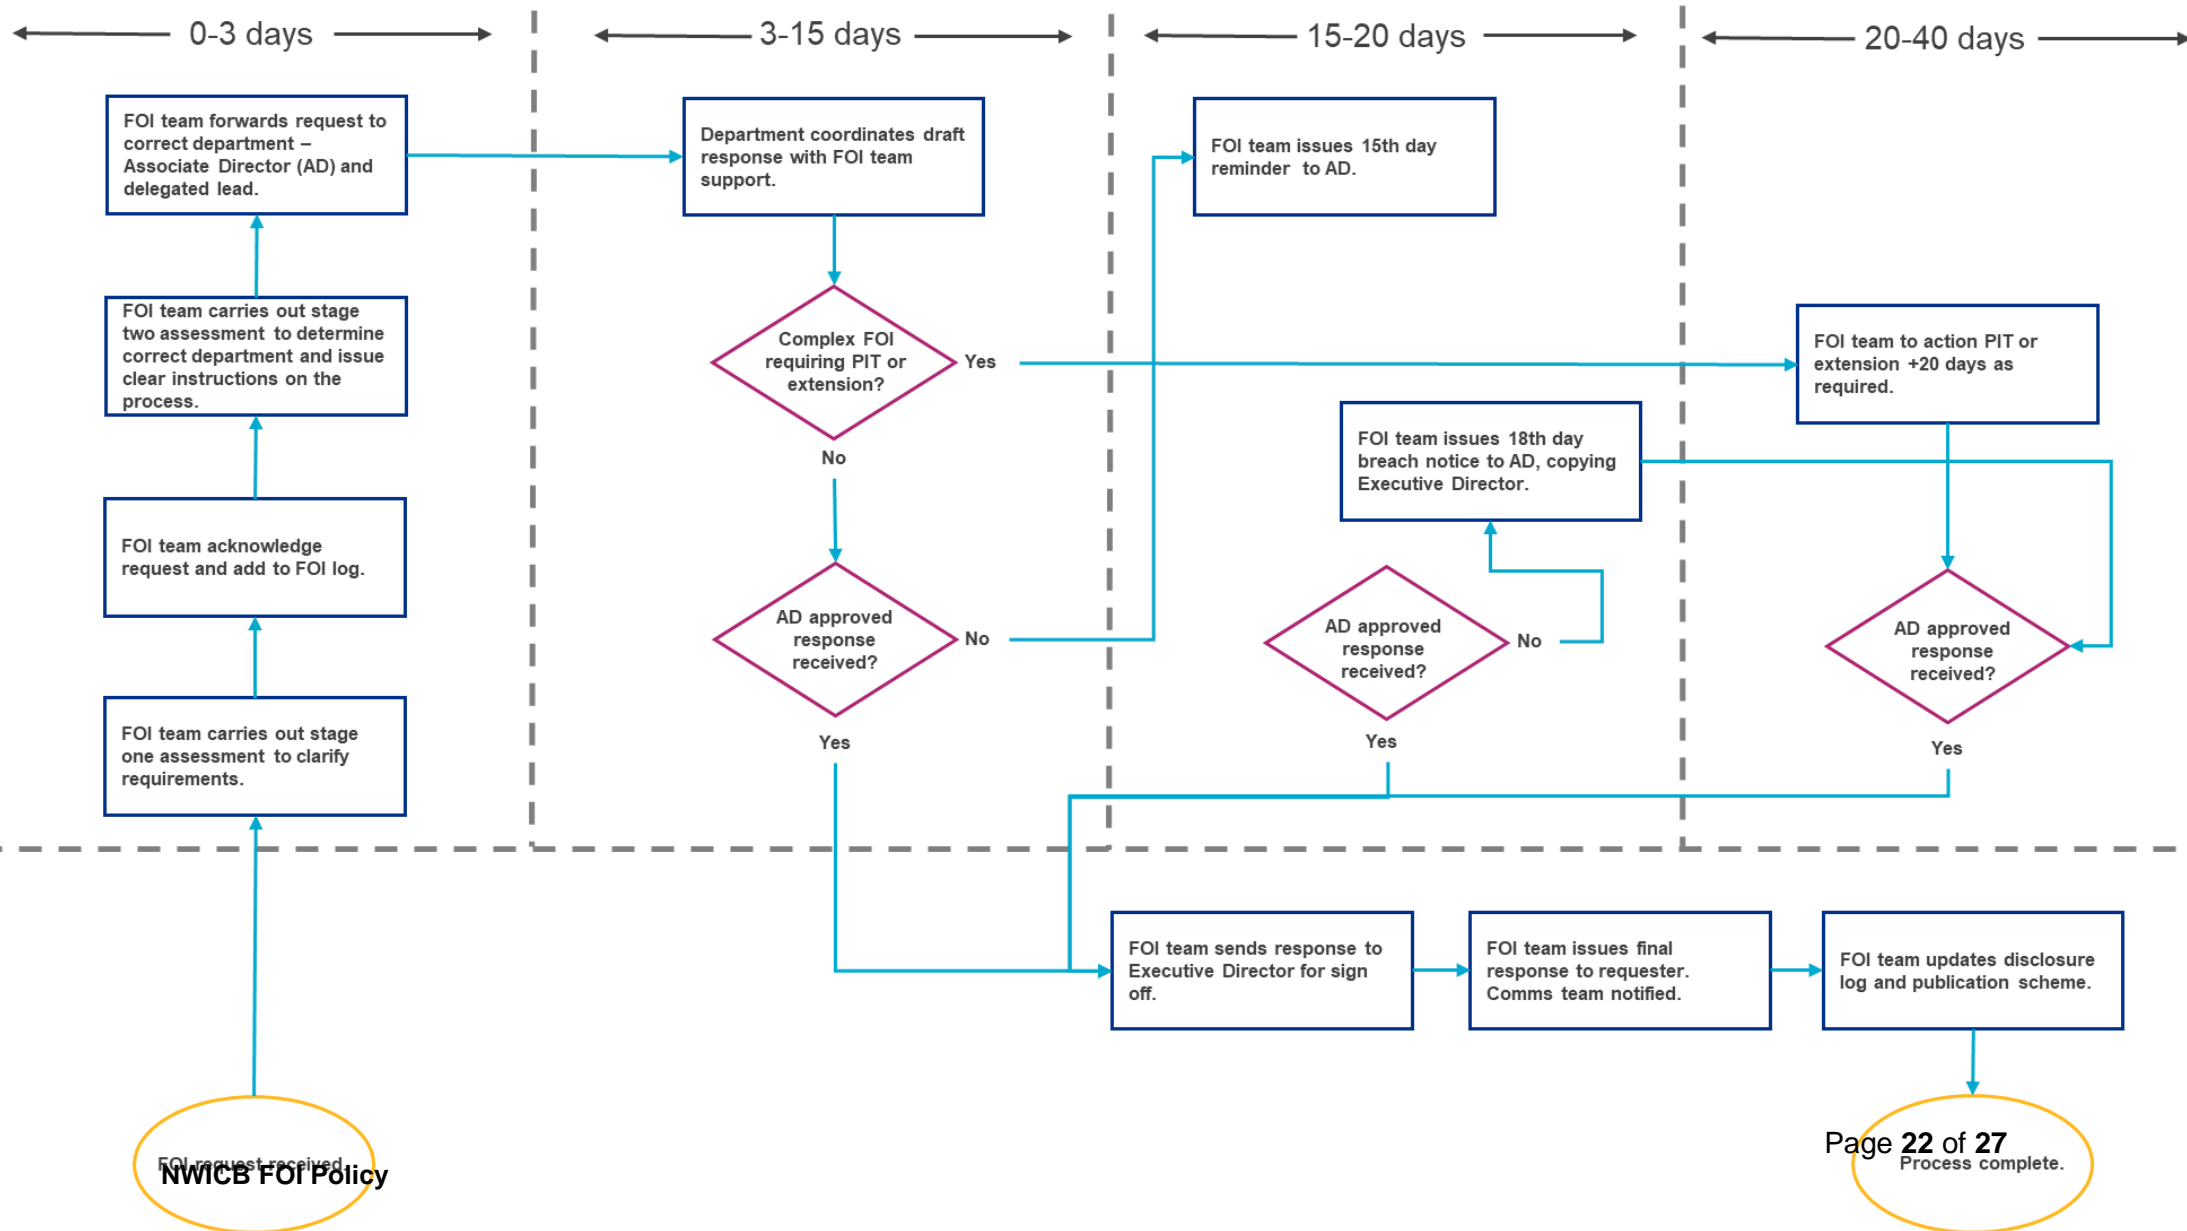 0-3 days
3-15 days
15-20 days
20-40 days
FOI team forwards request to
correct department –
Associate Director (AD) and
delegated lead.
Department coordinates draft
response with FOI team
support.
FOI team issues 15th day
reminder to AD.
FOI team carries out stage
two assessment to determine
correct department and issue
clear instructions on the
process.
Complex FOI
requiring PIT or
extension?
Yes
No
FOI team to action PIT or
extension +20 days as
required.
FOI team issues 18th day
breach notice to AD, copying
Executive Director.
FOI team acknowledge
request and add to FOI log.
AD approved
response
received?
No
Yes
AD approved
response
received?
No
Yes
AD approved
response
received?
Yes
FOI team carries out stage
one assessment to clarify
requirements.
FOI team sends response to
Executive Director for sign
off.
FOI team issues final
response to requester.
Comms team notified.
FOI team updates disclosure
log and publication scheme.
FOI request received.
NWICB FOI Policy
Page 22 of 27
Process complete.